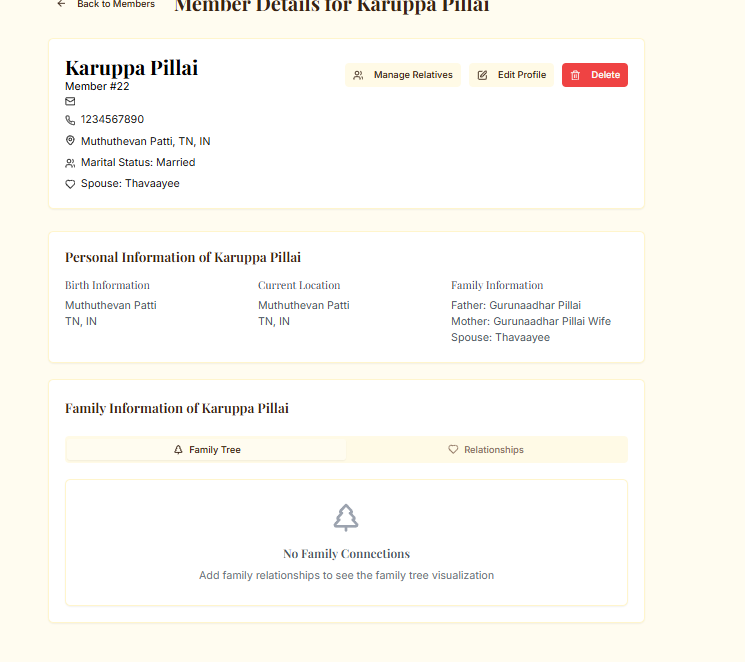 Back to Members Member Details for Karuppa Pillai
Karuppa Pillai
Member #22
Manage Relatives Edit Profile Delete
1234567890
Muthuthevan Patti, TN, IN
Marital Status: Married
Spouse: Thavaayee
Personal Information of Karuppa Pillai
Birth Information
Muthuthevan Patti
TN, IN
Current Location
Muthuthevan Patti
TN, IN
Family Information
Father: Gurunaadhar Pillai
Mother: Gurunaadhar Pillai Wife
Spouse: Thavaayee
Family Information of Karuppa Pillai
Family Tree Relationships
No Family Connections
Add family relationships to see the family tree visualization